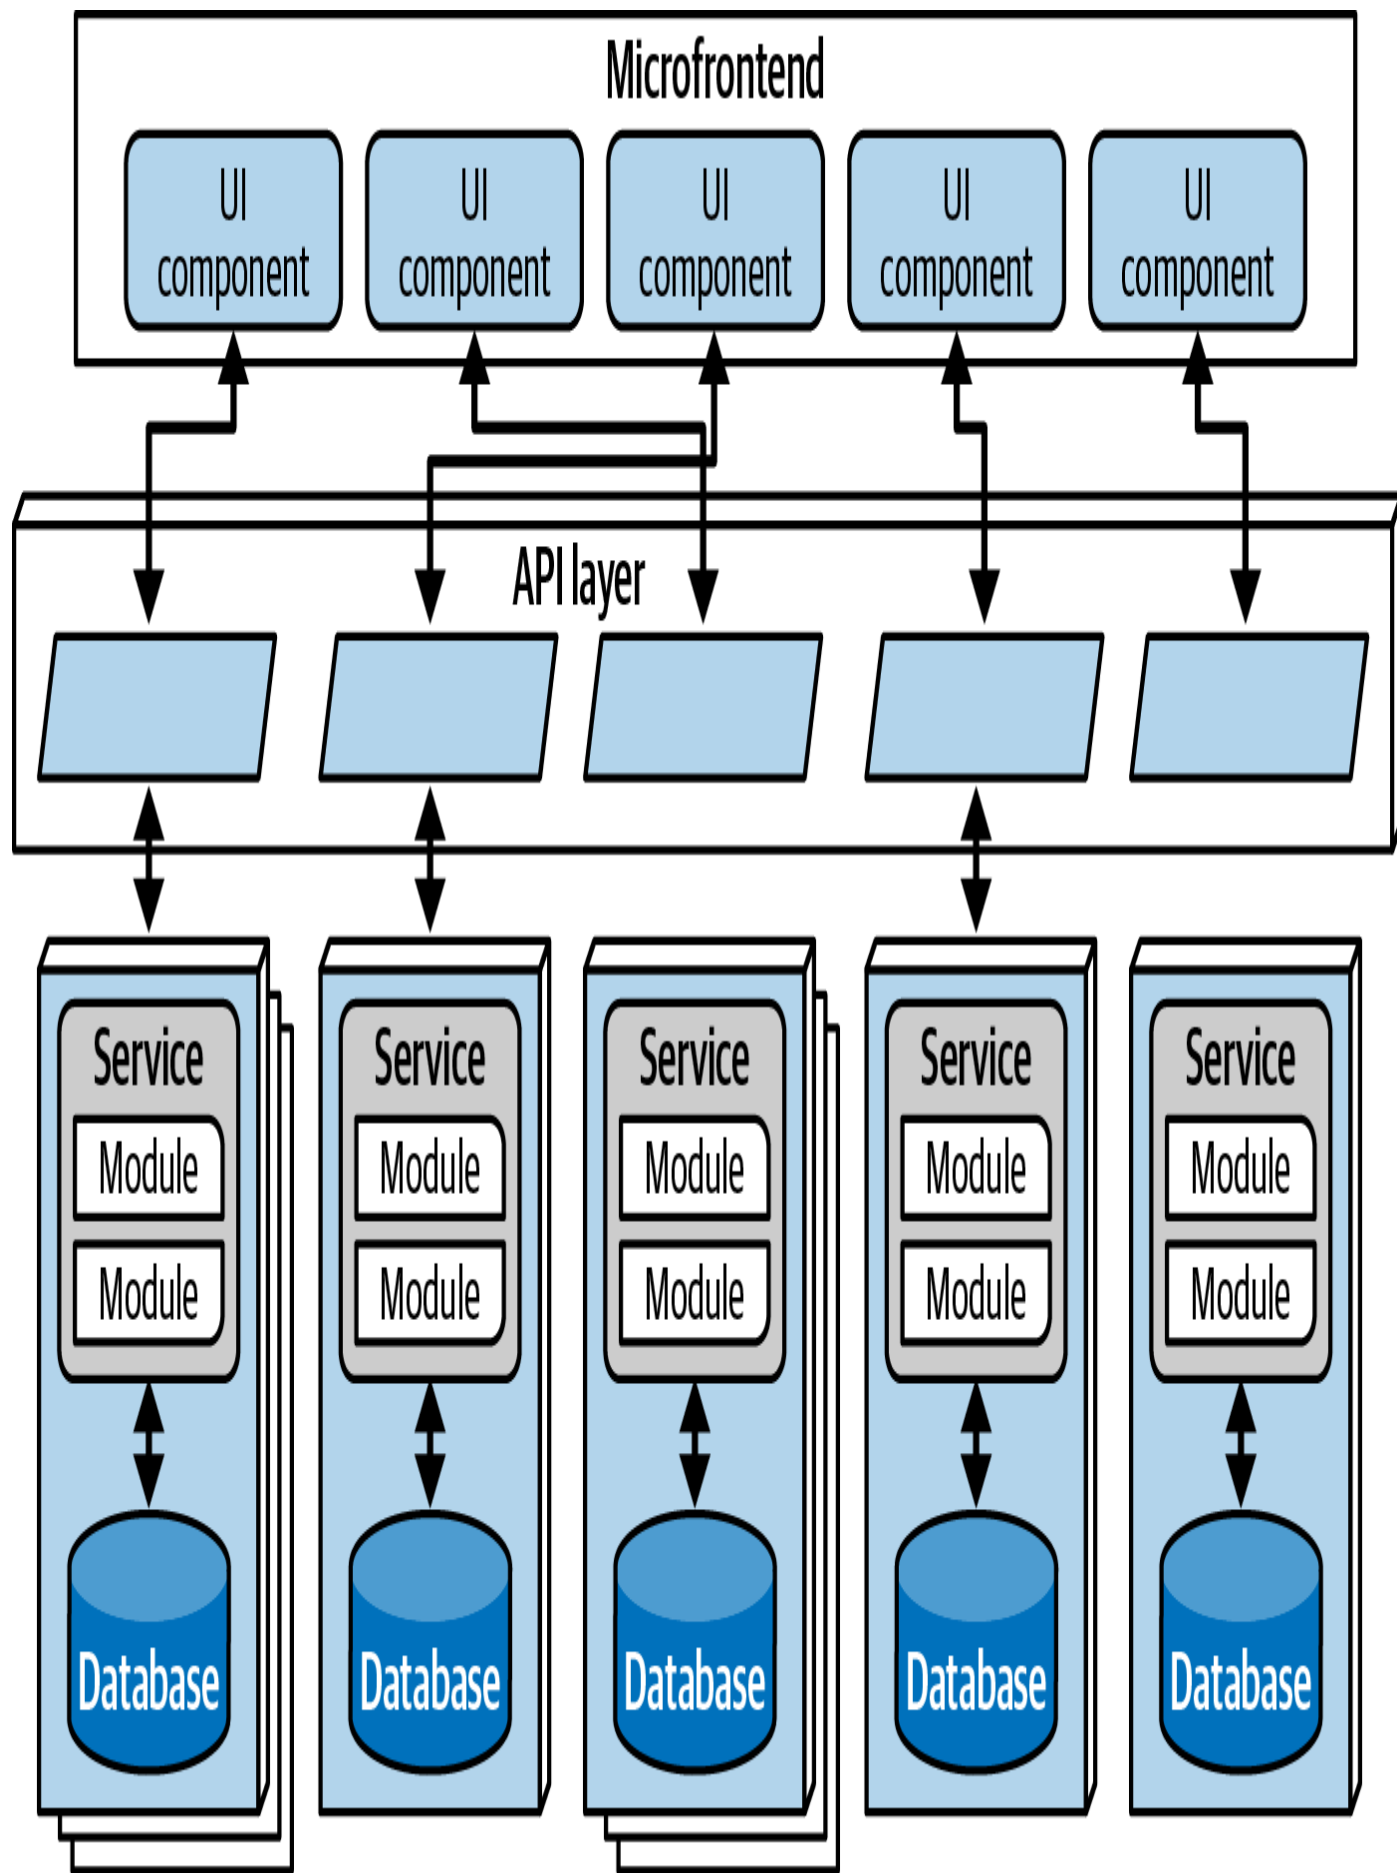 Microfrontend
UI
component
UI
component
UI
component
UI
component
UI
component
API layer
Service
Module
Module
Database
Service
Module
Module
Database
Service
Module
Module
Database
Service
Module
Module
Database
Service
Module
Module
Database